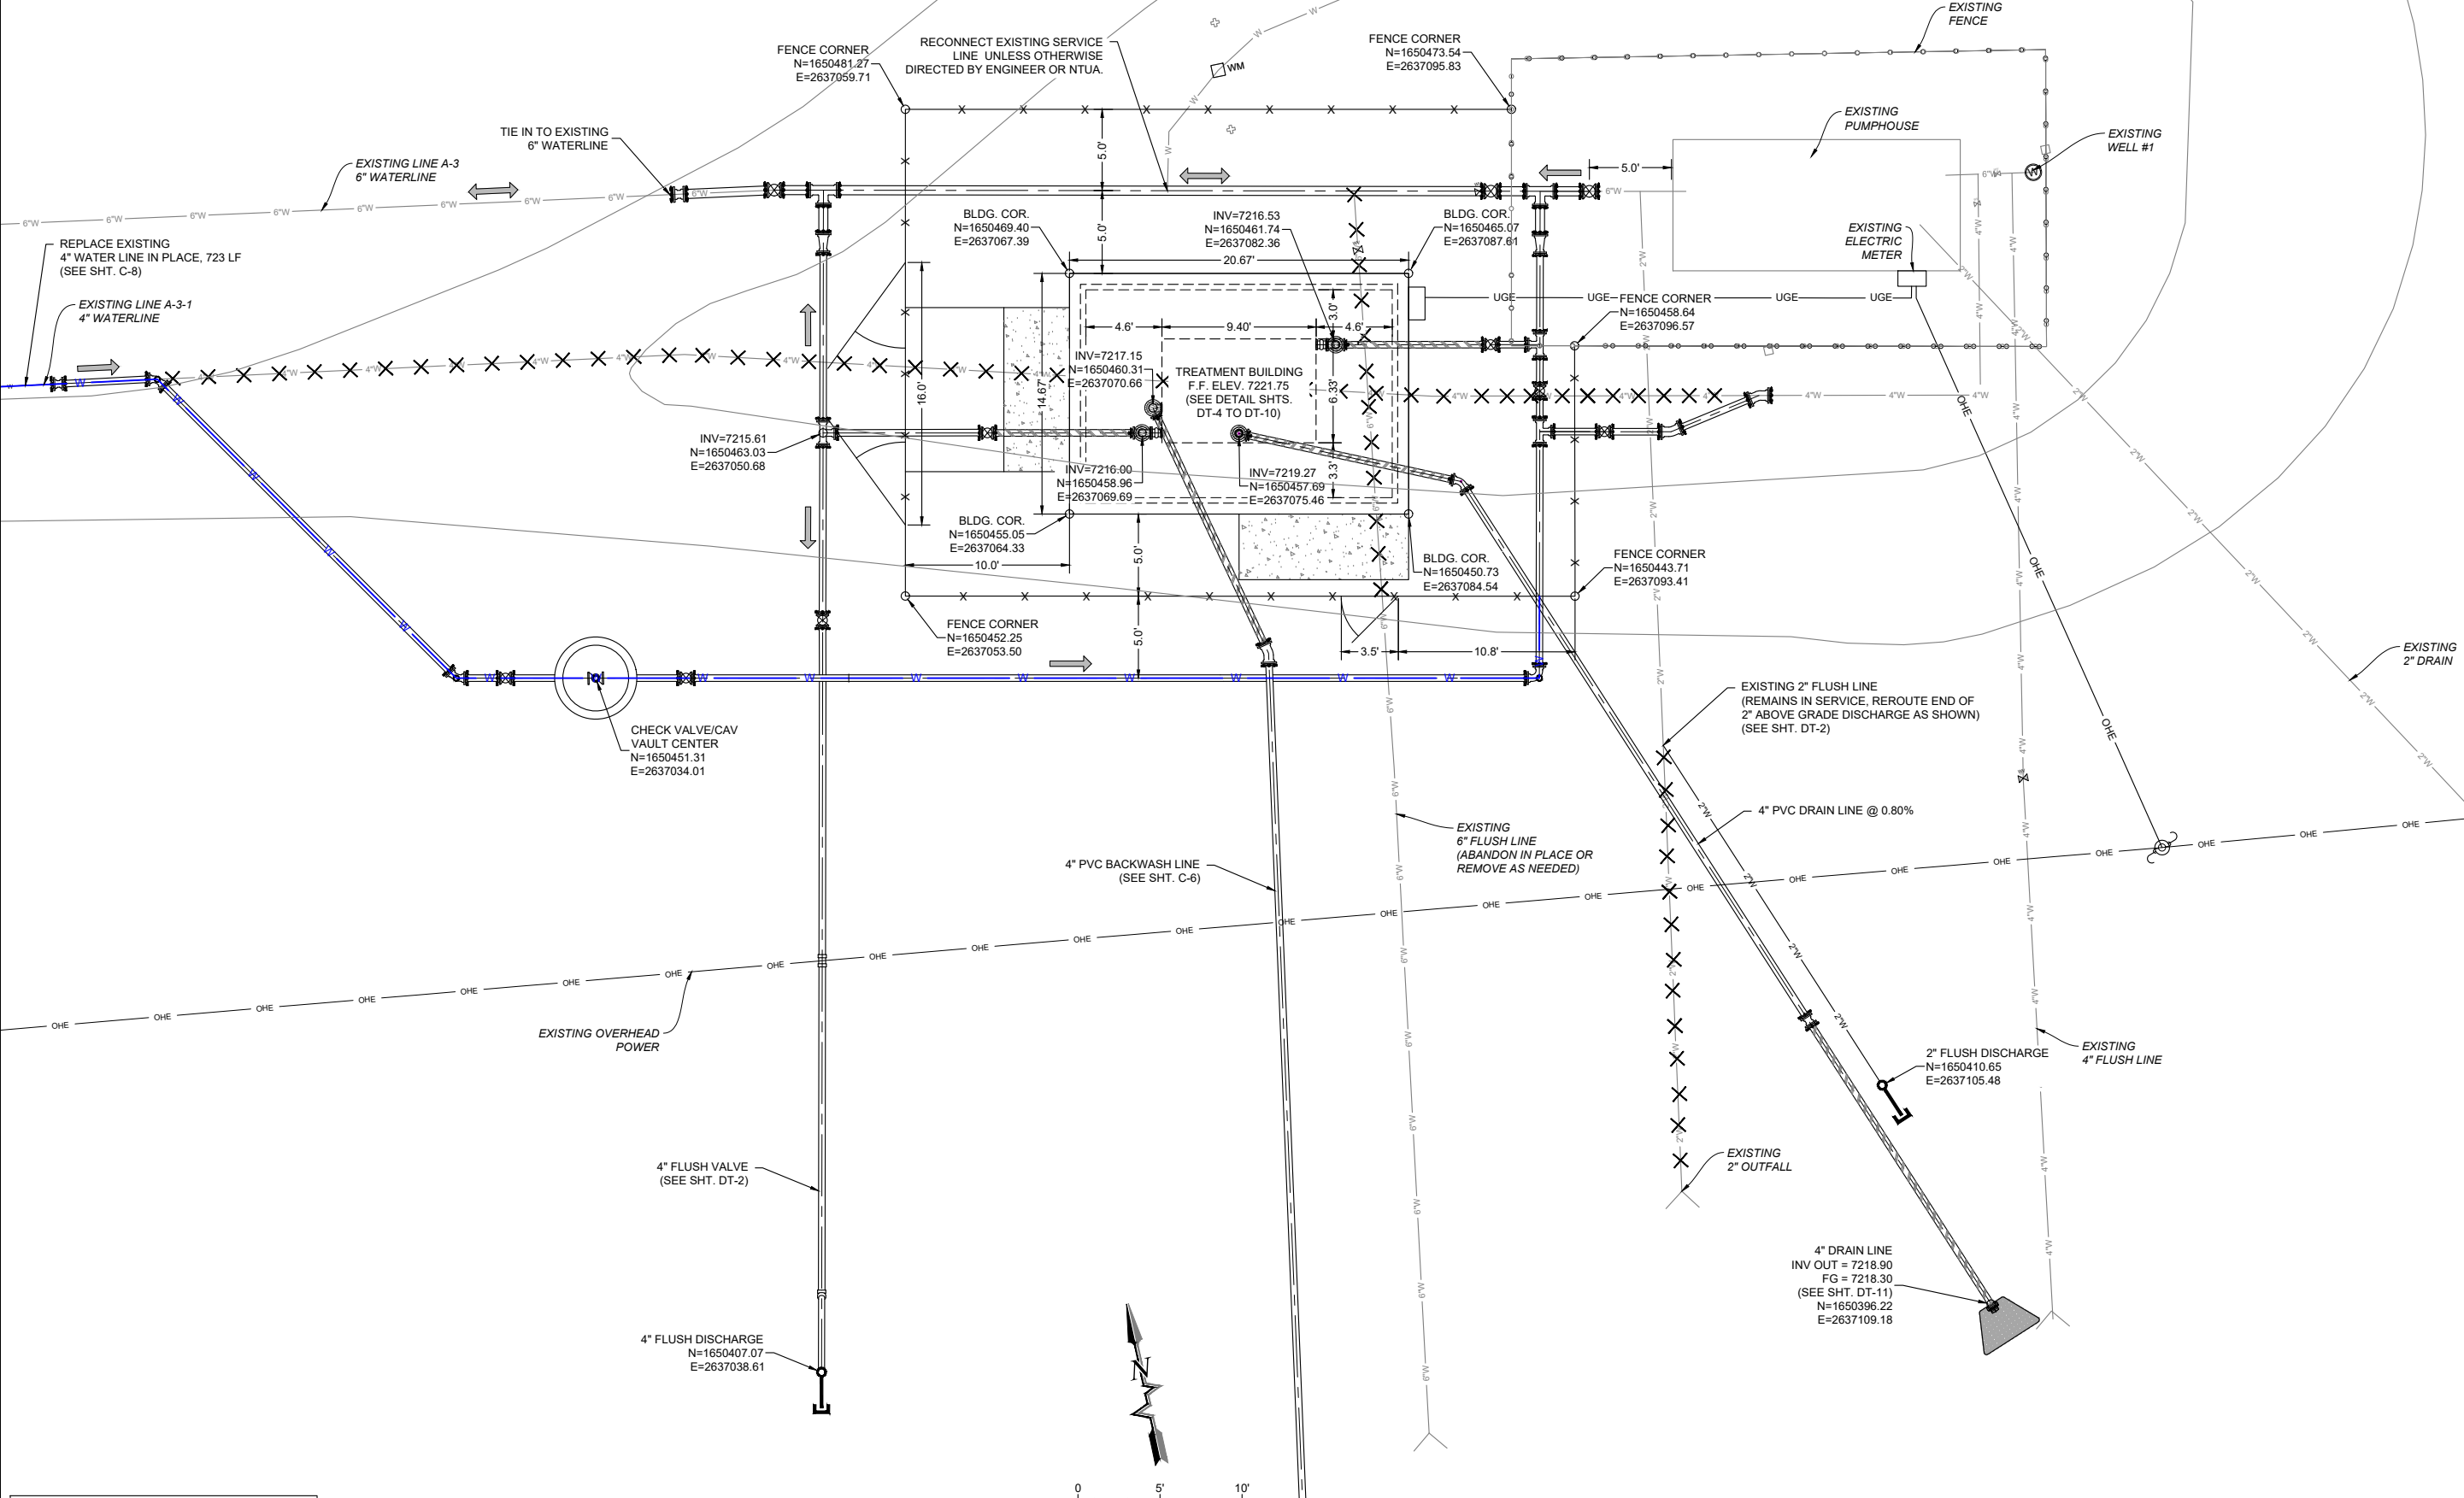 EXISTING
FENCE
FENCE CORNER
N=1650481.27
E=2637059.71
RECONNECT EXISTING SERVICE
LINE UNLESS OTHERWISE
DIRECTED BY ENGINEER OR NTUA.
FENCE CORNER
N=1650473.54
E=2637095.83
WM
TIE IN TO EXISTING
6" WATERLINE
EXISTING LINE A-3
6" WATERLINE
EXISTING
PUMPHOUSE
EXISTING
WELL #1
5.0'
5.0'
5.0'
REPLACE EXISTING
4" WATER LINE IN PLACE, 723 LF
(SEE SHT. C-8)
EXISTING LINE A-3-1
4" WATERLINE
BLDG. COR.
N=1650469.40
E=2637067.39
INV=7216.53
N=1650461.74
E=2637082.36
BLDG. COR.
N=1650465.07
E=2637087.61
EXISTING
ELECTRIC
METER
20.67'
UGE
UGE
UGE
UGE
FENCE CORNER
N=1650458.64
E=2637096.57
4.6'
9.40'
4.6'
3.0'
16.0'
14.67'
6.33'
3.3'
INV=7217.15
N=1650460.31
E=2637070.66
TREATMENT BUILDING
F.F. ELEV. 7221.75
(SEE DETAIL SHTS.
DT-4 TO DT-10)
INV=7215.61
N=1650463.03
E=2637050.68
INV=7216.00
N=1650458.96
E=2637069.69
INV=7219.27
N=1650457.69
E=2637075.46
BLDG. COR.
N=1650455.05
E=2637064.33
10.0'
5.0'
BLDG. COR.
N=1650450.73
E=2637084.54
FENCE CORNER
N=1650443.71
E=2637093.41
FENCE CORNER
N=1650452.25
E=2637053.50
5.0'
3.5'
10.8'
EXISTING
2" DRAIN
CHECK VALVE/CAV
VAULT CENTER
N=1650451.31
E=2637034.01
EXISTING 2" FLUSH LINE
(REMAINS IN SERVICE, REROUTE END OF
2" ABOVE GRADE DISCHARGE AS SHOWN)
(SEE SHT. DT-2)
4" PVC DRAIN LINE @ 0.80%
EXISTING
6" FLUSH LINE
(ABANDON IN PLACE OR
REMOVE AS NEEDED)
4" PVC BACKWASH LINE
(SEE SHT. C-6)
EXISTING OVERHEAD
POWER
2" FLUSH DISCHARGE
N=1650410.65
E=2637105.48
EXISTING
4" FLUSH LINE
4" FLUSH VALVE
(SEE SHT. DT-2)
EXISTING
2" OUTFALL
4" DRAIN LINE
INV OUT = 7218.90
FG = 7218.30
(SEE SHT. DT-11)
N=1650396.22
E=2637109.18
4" FLUSH DISCHARGE
N=1650407.07
E=2637038.61
N
0 5' 10'